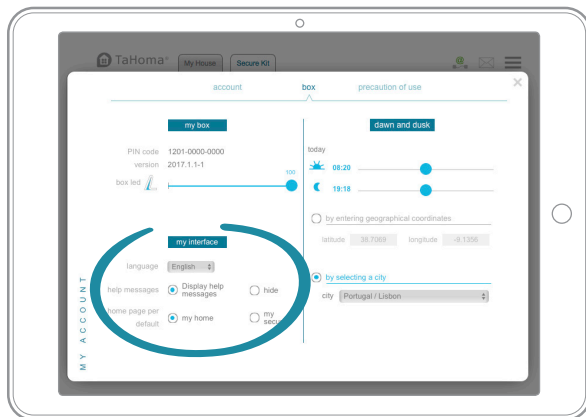 TaHoma®
My House
Secure Kit
@
account
box
precaution of use
my box
PIN code 1201-0000-0000
version 2017.1.1-1
box led
100
my interface
language English
help messages Display help messages hide
home page per default my home my secu
dawn and dusk
today
08:20
19:18
by entering geographical coordinates
latitude 38.7069 longitude -9.1356
by selecting a city
city Portugal / Lisbon
MY ACCOUNT